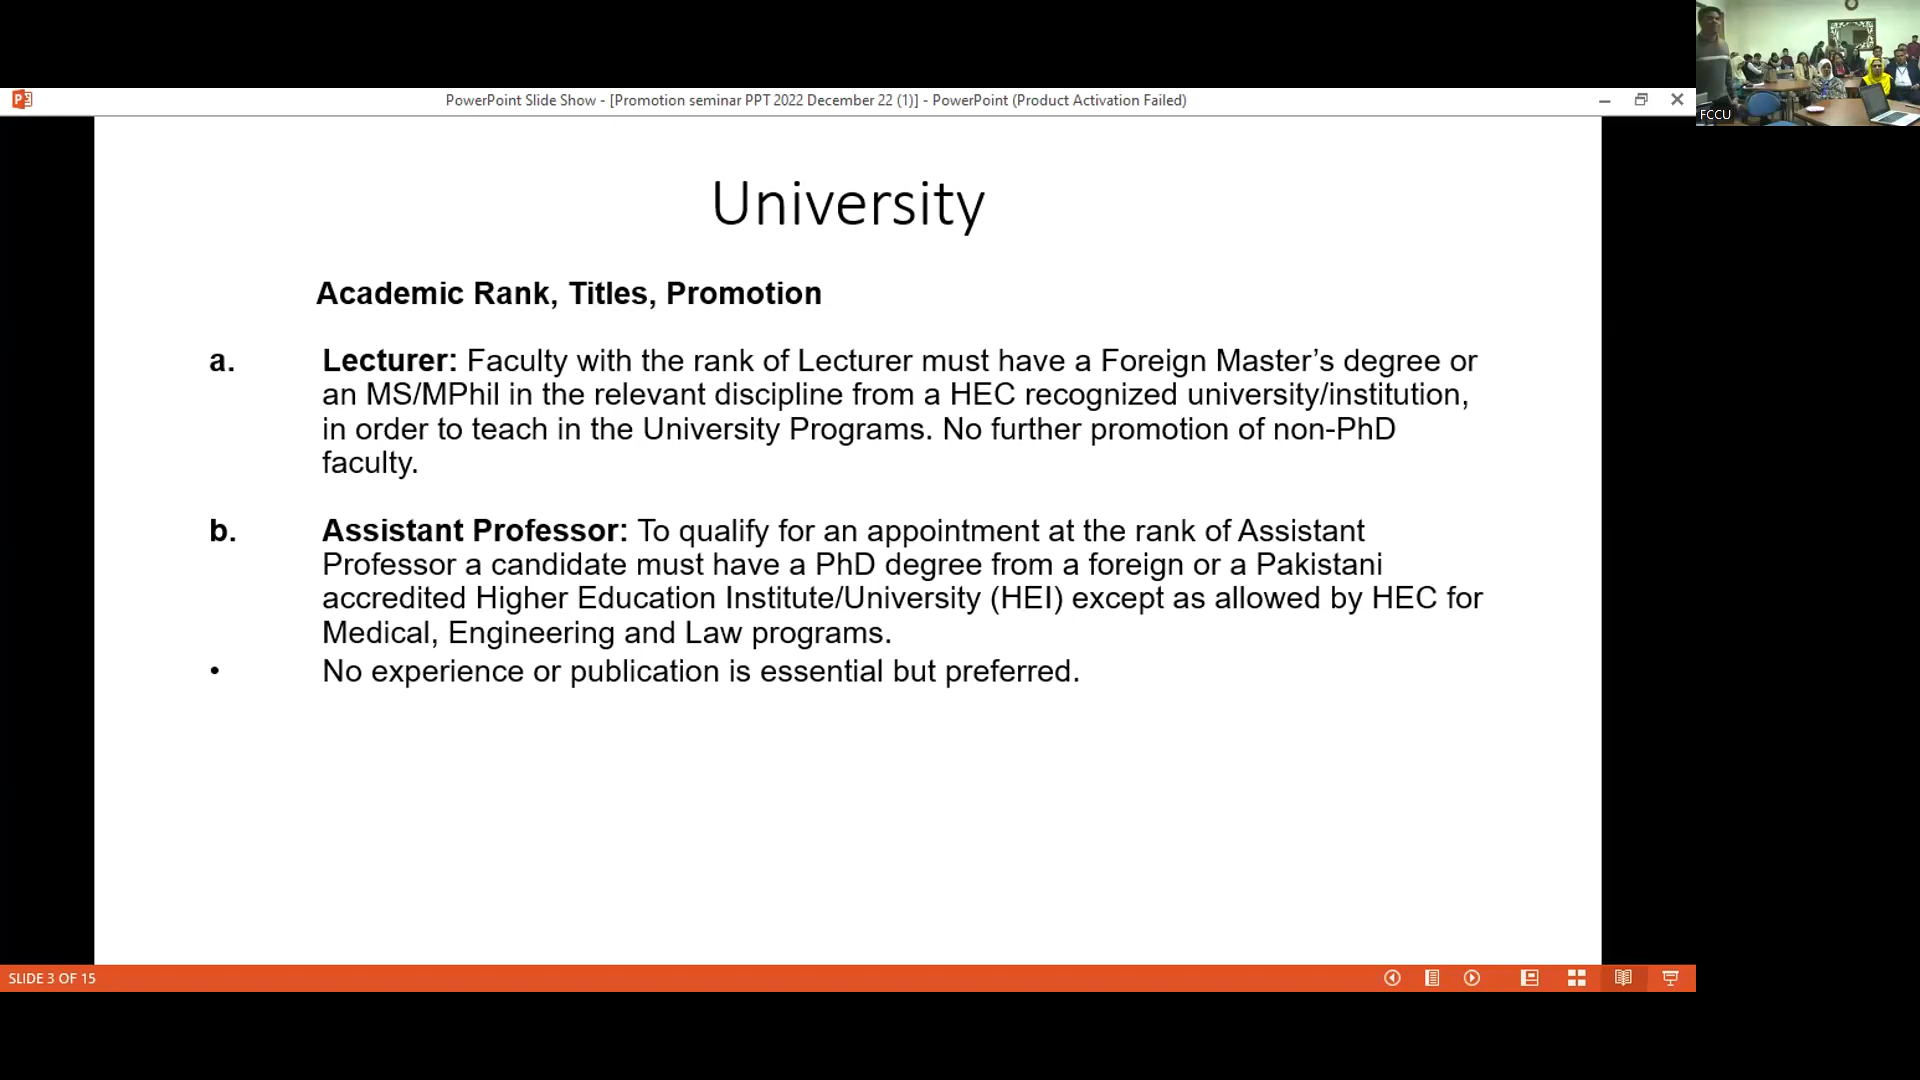 PowerPoint Slide Show - [Promotion seminar PPT 2022 December 22 (1)] - PowerPoint (Product Activation Failed)
FCCU
University
Academic Rank, Titles, Promotion
a. Lecturer: Faculty with the rank of Lecturer must have a Foreign Master’s degree or
an MS/MPhil in the relevant discipline from a HEC recognized university/institution,
in order to teach in the University Programs. No further promotion of non-PhD
faculty.
b. Assistant Professor: To qualify for an appointment at the rank of Assistant
Professor a candidate must have a PhD degree from a foreign or a Pakistani
accredited Higher Education Institute/University (HEI) except as allowed by HEC for
Medical, Engineering and Law programs.
• No experience or publication is essential but preferred.
SLIDE 3 OF 15